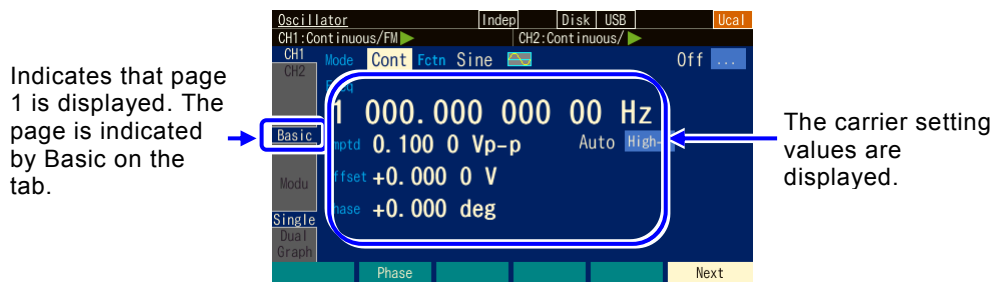 Oscillator Indep Disk USB Ucal
CH1:Continuous/FM CH2:Continuous/
CH1 Mode Cont Fctn Sine Off ...
CH2
1 000.000 000 00 Hz
Basic 0.100 0 Vp-p Auto High-
+0.000 0 V
Modu
+0.000 deg
Single
Dual
Graph
Phase Next
Indicates that page
1 is displayed. The
page is indicated
by Basic on the
tab.
The carrier setting
values are
displayed.